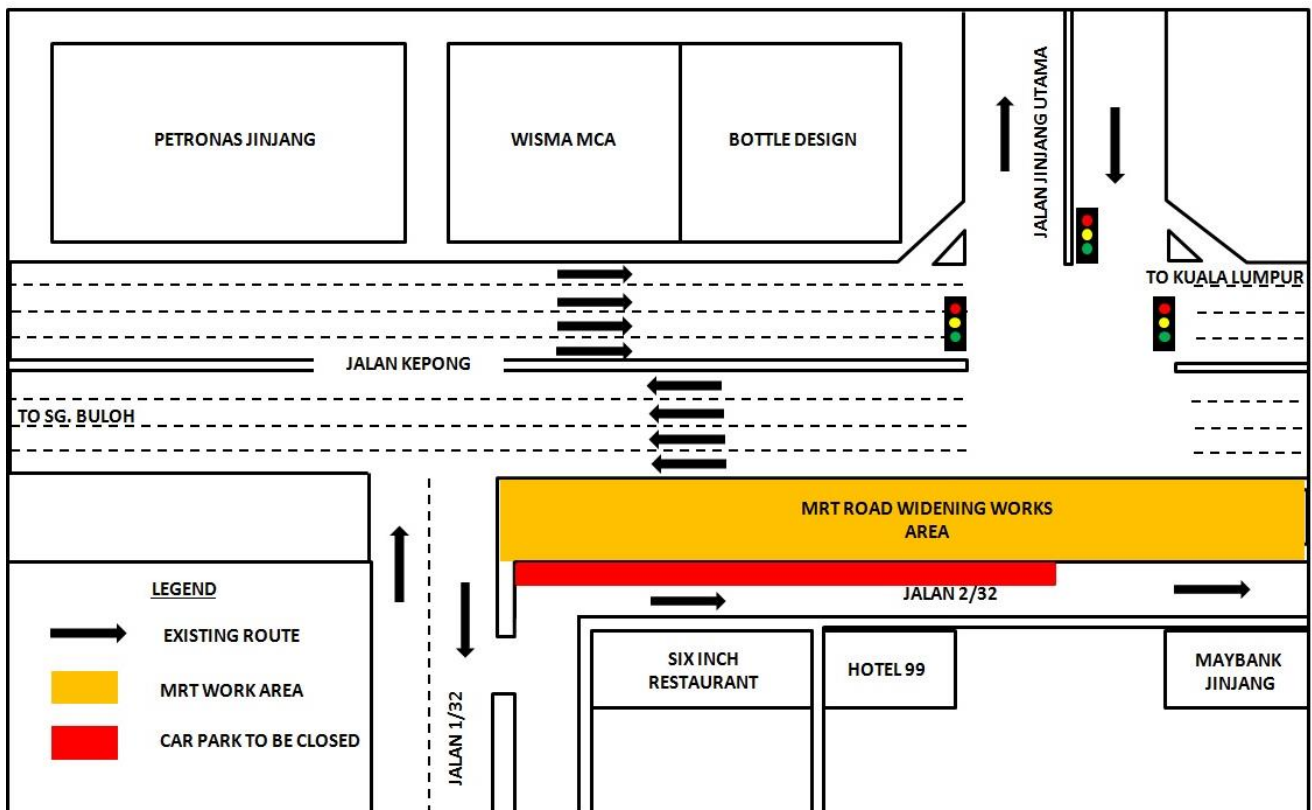 PETRONAS JINJANG
WISMA MCA
BOTTLE DESIGN
JALAN JINJANG UTAMA
TO KUALA LUMPUR
JALAN KEPONG
TO SG. BULOH
MRT ROAD WIDENING WORKS
AREA
JALAN 2/32
SIX INCH
RESTAURANT
HOTEL 99
MAYBANK
JINJANG
JALAN 1/32
LEGEND
EXISTING ROUTE
MRT WORK AREA
CAR PARK TO BE CLOSED